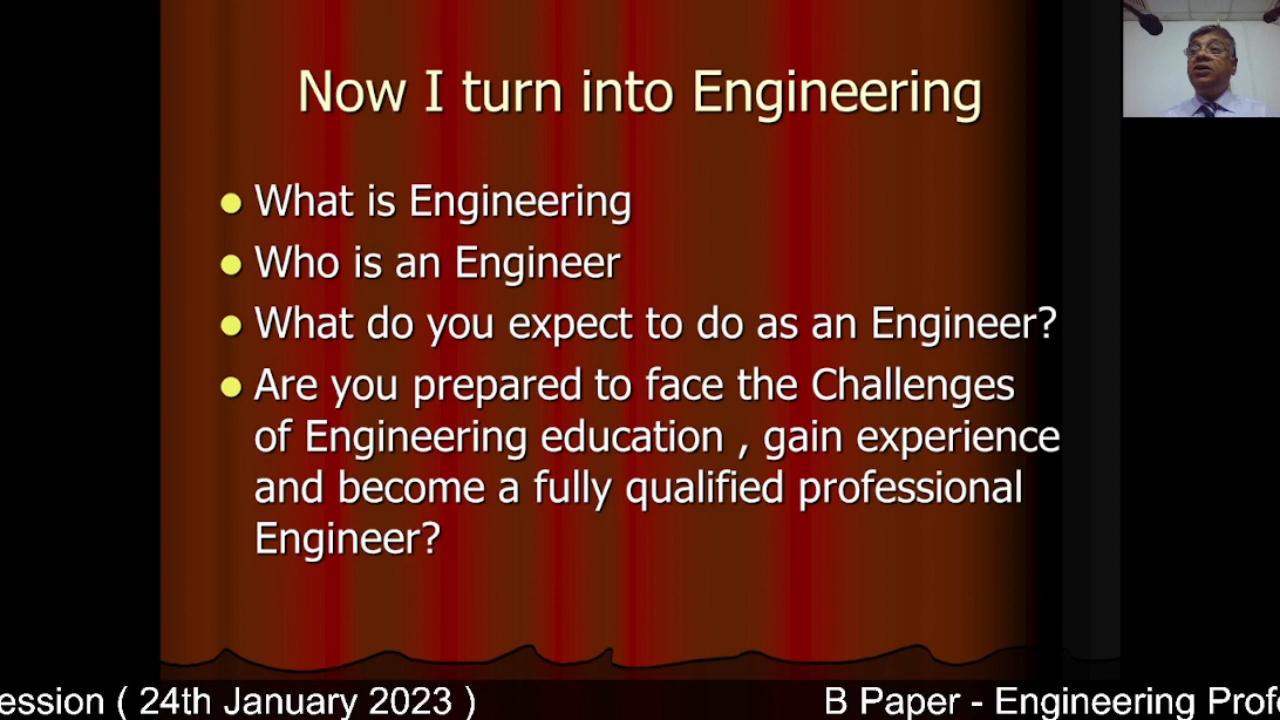 Now I turn into Engineering
What is Engineering
Who is an Engineer
What do you expect to do as an Engineer?
Are you prepared to face the Challenges
of Engineering education , gain experience
and become a fully qualified professional
Engineer?
ession ( 24th January 2023 ) B Paper - Engineering Profe